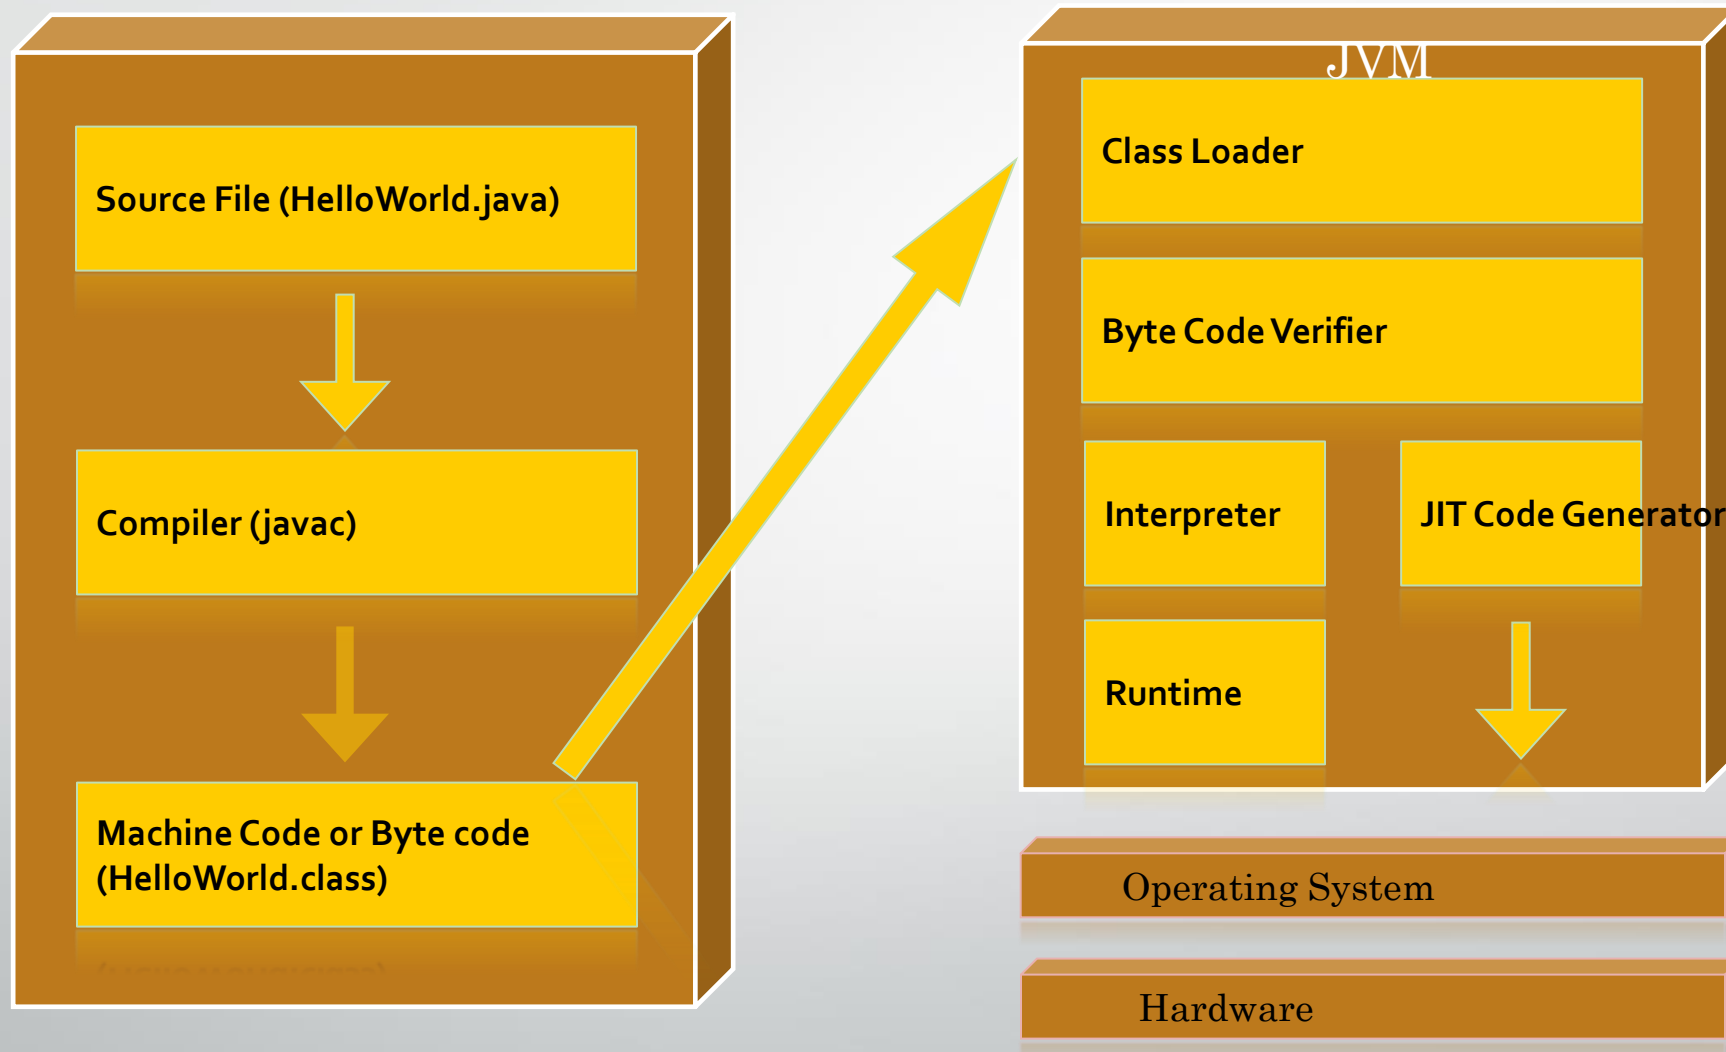 Source File (HelloWorld.java)
Compiler (javac)
Machine Code or Byte code
(HelloWorld.class)
JVM
Class Loader
Byte Code Verifier
Interpreter
JIT Code Generator
Runtime
Operating System
Hardware